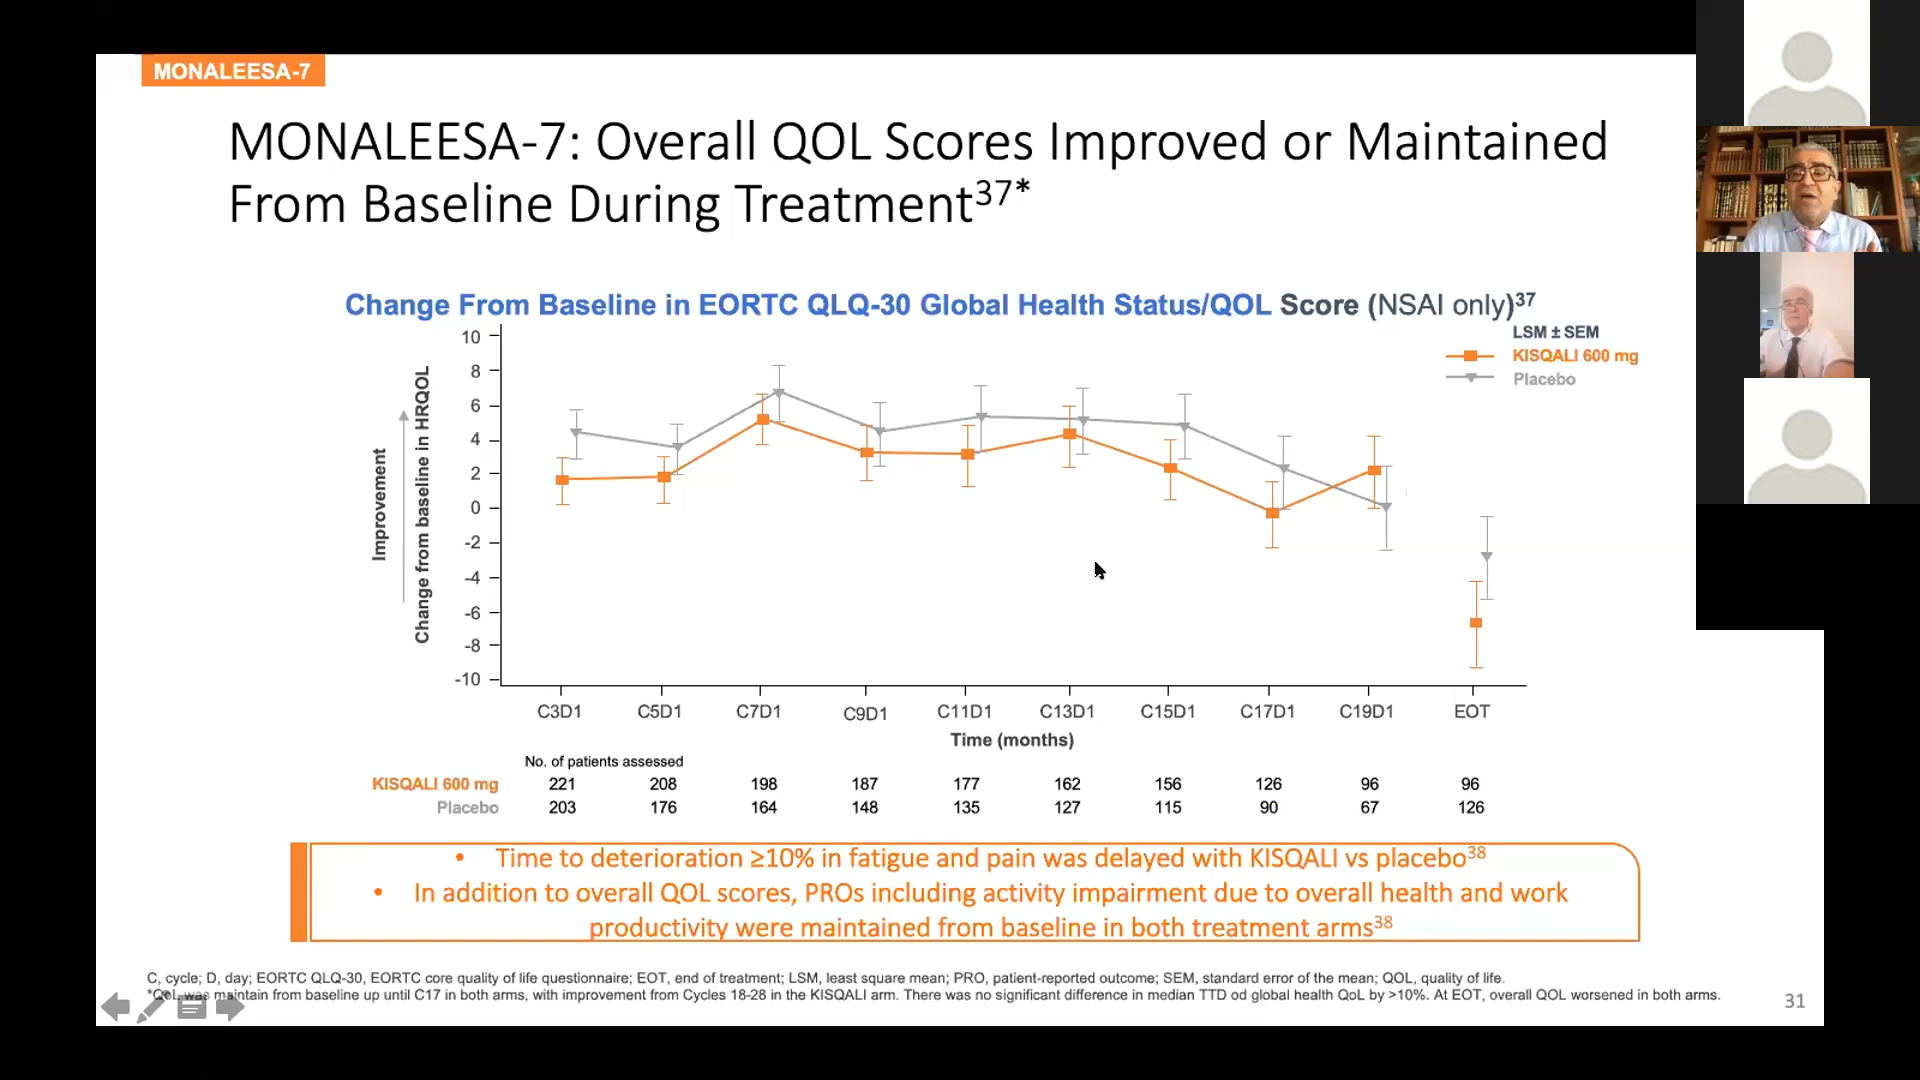 MONALEESA-7
MONALEESA-7: Overall QOL Scores Improved or Maintained
From Baseline During Treatment37*
Change From Baseline in EORTC QLQ-30 Global Health Status/QOL Score (NSAI only)37
LSM ± SEM
KISQALI 600 mg
Placebo
Improvement
Change from baseline in HRQOL
10
8
6
4
2
0
-2
-4
-6
-8
-10
C3D1 C5D1 C7D1 C9D1 C11D1 C13D1 C15D1 C17D1 C19D1 EOT
Time (months)
No. of patients assessed
KISQALI 600 mg 221 208 198 187 177 162 156 126 96 96
Placebo 203 176 164 148 135 127 115 90 67 126
• Time to deterioration ≥10% in fatigue and pain was delayed with KISQALI vs placebo38
• In addition to overall QOL scores, PROs including activity impairment due to overall health and work
productivity were maintained from baseline in both treatment arms38
C, cycle; D, day; EORTC QLQ-30, EORTC core quality of life questionnaire; EOT, end of treatment; LSM, least square mean; PRO, patient-reported outcome; SEM, standard error of the mean; QOL, quality of life.
*QoL was maintain from baseline up until C17 in both arms, with improvement from Cycles 18-28 in the KISQALI arm. There was no significant difference in median TTD od global health QoL by >10%. At EOT, overall QOL worsened in both arms.
31